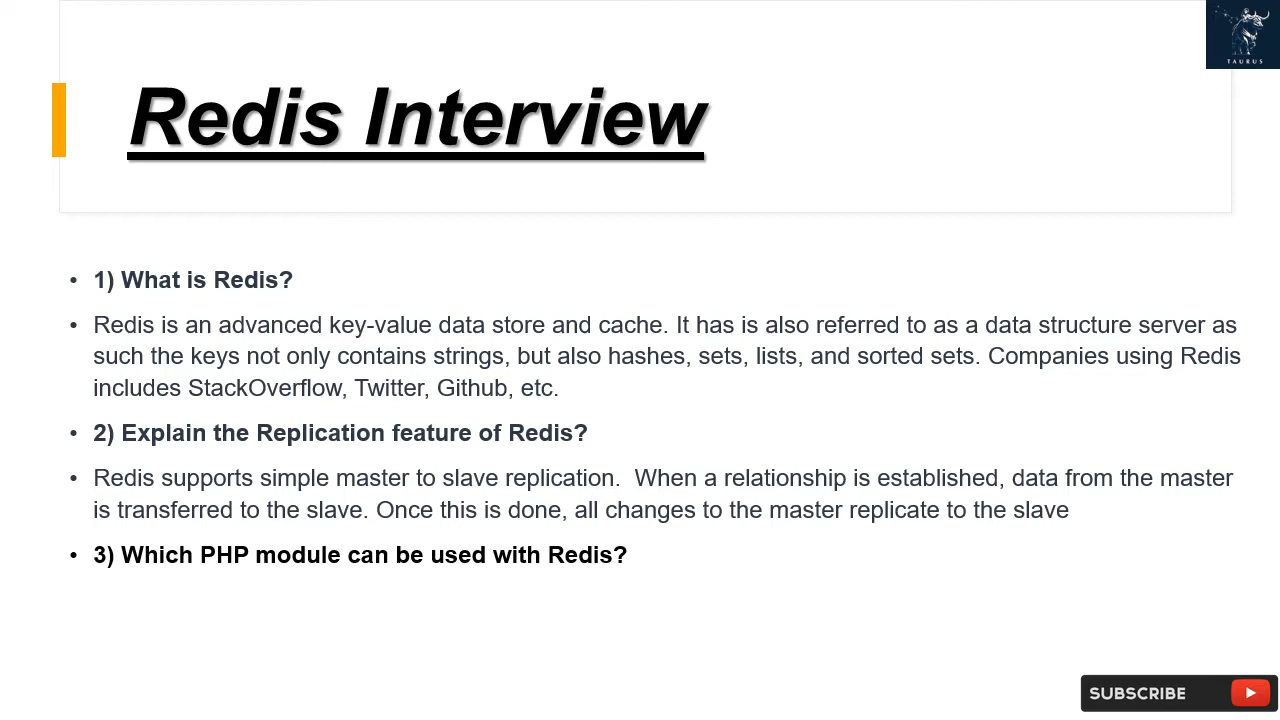 TAURUS
Redis Interview
• 1) What is Redis?
• Redis is an advanced key-value data store and cache. It has is also referred to as a data structure server as
such the keys not only contains strings, but also hashes, sets, lists, and sorted sets. Companies using Redis
includes StackOverflow, Twitter, Github, etc.
• 2) Explain the Replication feature of Redis?
• Redis supports simple master to slave replication.  When a relationship is established, data from the master
is transferred to the slave. Once this is done, all changes to the master replicate to the slave
• 3) Which PHP module can be used with Redis?
SUBSCRIBE